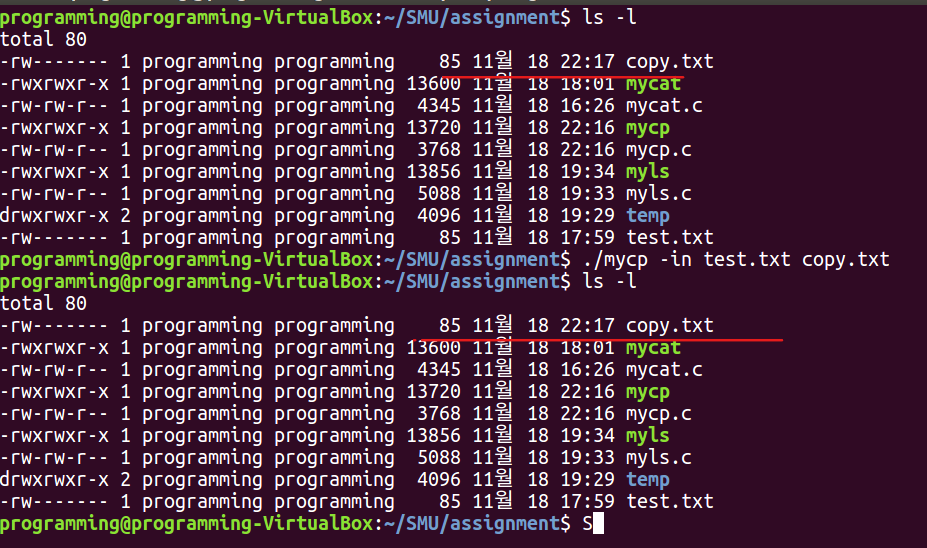 programming@programming-VirtualBox:~/SMU/assignment$ ls -l
total 80
-rw------- 1 programming programming    85 11월 18 22:17 copy.txt
-rwxrwxr-x 1 programming programming 13600 11월 18 18:01 mycat
-rw-rw-r-- 1 programming programming  4345 11월 18 16:26 mycat.c
-rwxrwxr-x 1 programming programming 13720 11월 18 22:16 mycp
-rw-rw-r-- 1 programming programming  3768 11월 18 22:16 mycp.c
-rwxrwxr-x 1 programming programming 13856 11월 18 19:34 myls
-rw-rw-r-- 1 programming programming  5088 11월 18 19:33 myls.c
drwxrwxr-x 2 programming programming  4096 11월 18 19:29 temp
-rw------- 1 programming programming    85 11월 18 17:59 test.txt
programming@programming-VirtualBox:~/SMU/assignment$ ./mycp -in test.txt copy.txt
programming@programming-VirtualBox:~/SMU/assignment$ ls -l
total 80
-rw------- 1 programming programming    85 11월 18 22:17 copy.txt
-rwxrwxr-x 1 programming programming 13600 11월 18 18:01 mycat
-rw-rw-r-- 1 programming programming  4345 11월 18 16:26 mycat.c
-rwxrwxr-x 1 programming programming 13720 11월 18 22:16 mycp
-rw-rw-r-- 1 programming programming  3768 11월 18 22:16 mycp.c
-rwxrwxr-x 1 programming programming 13856 11월 18 19:34 myls
-rw-rw-r-- 1 programming programming  5088 11월 18 19:33 myls.c
drwxrwxr-x 2 programming programming  4096 11월 18 19:29 temp
-rw------- 1 programming programming    85 11월 18 17:59 test.txt
programming@programming-VirtualBox:~/SMU/assignment$ S